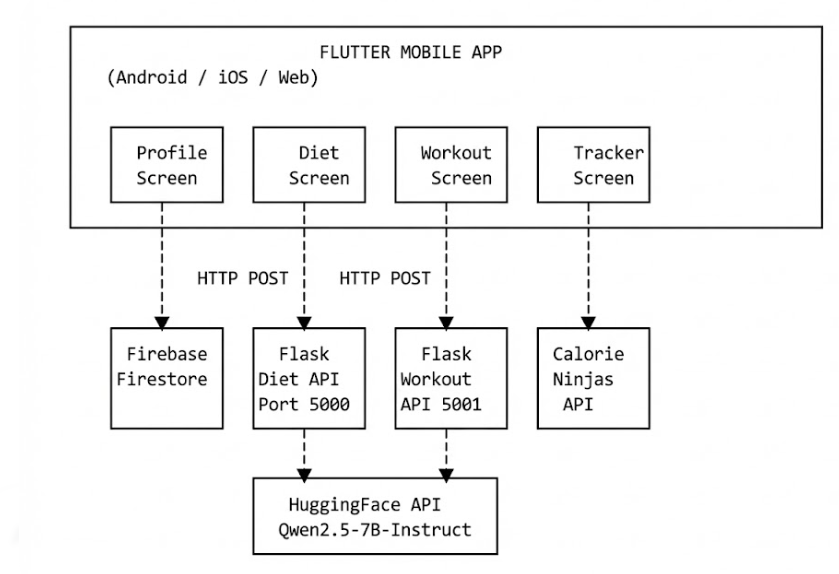 FLUTTER MOBILE APP
(Android / iOS / Web)
Profile
Screen
Diet
Screen
Workout
Screen
Tracker
Screen
HTTP POST
HTTP POST
Firebase
Firestore
Flask
Diet API
Port 5000
Flask
Workout
API 5001
Calorie
Ninjas
API
HuggingFace API
Qwen2.5-7B-Instruct